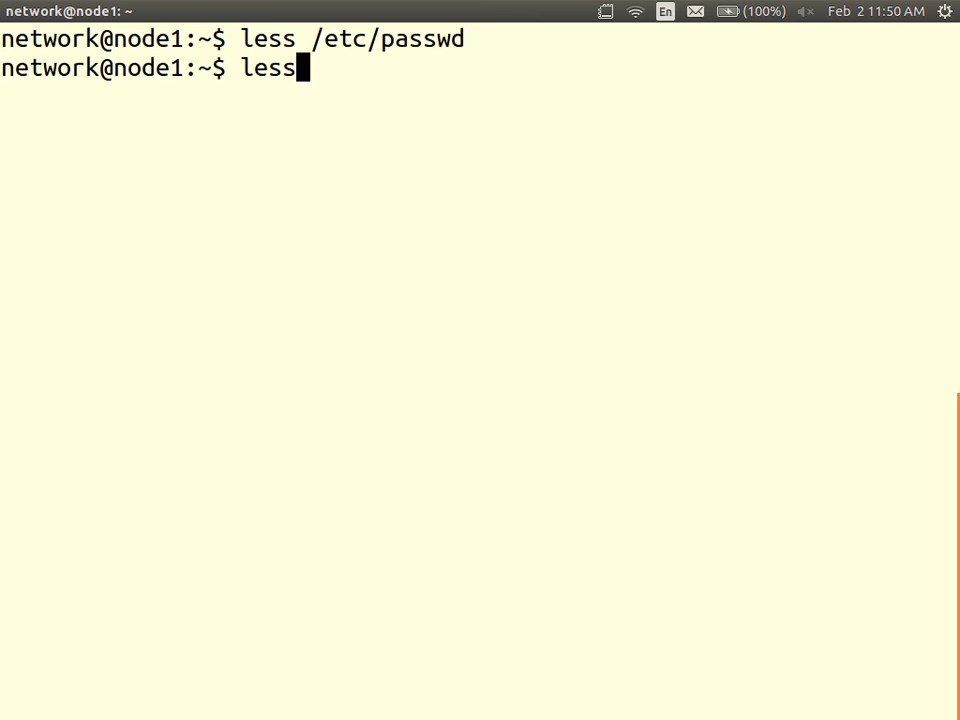 network@node1: ~ En (100%) Feb 2 11:50 AM
network@node1:~$ less /etc/passwd
network@node1:~$ less